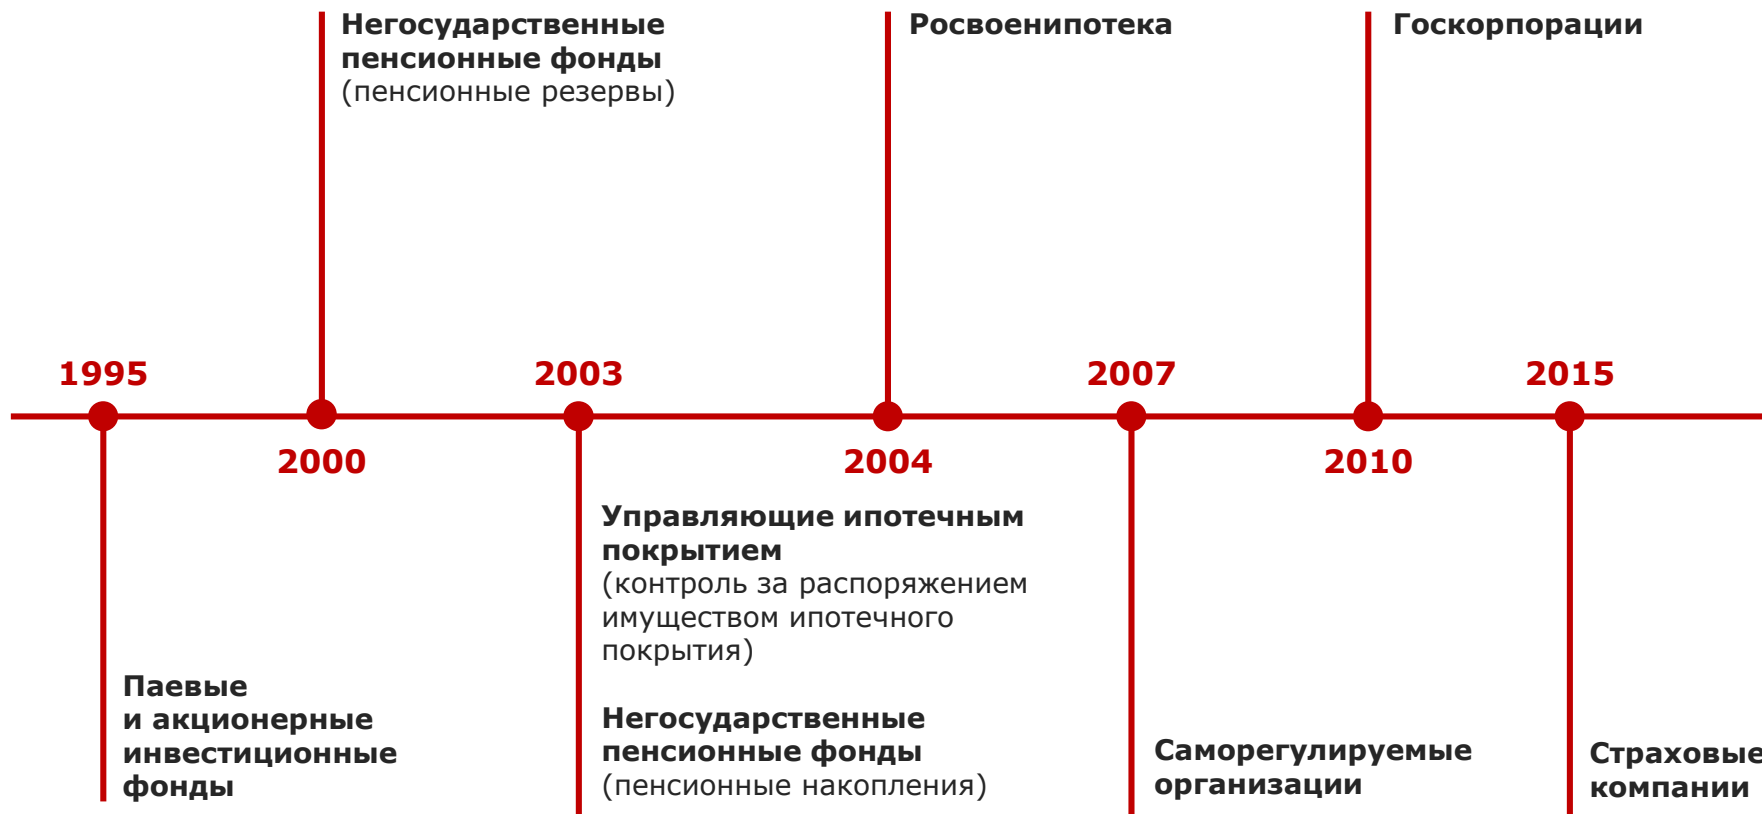 Негосударственные
пенсионные фонды
(пенсионные резервы)
Росвоенипотека
Госкорпорации
1995
2003
2007
2015
2000
2004
2010
Управляющие ипотечным
покрытием
(контроль за распоряжением
имуществом ипотечного
покрытия)
Паевые
и акционерные
инвестиционные
фонды
Негосударственные
пенсионные фонды
(пенсионные накопления)
Саморегулируемые
организации
Страховые
компании